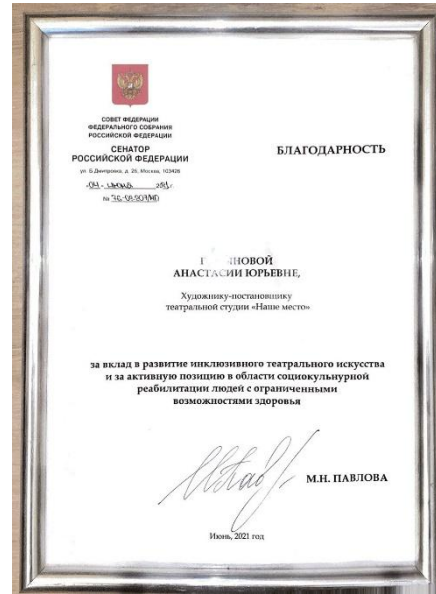 СОВЕТ ФЕДЕРАЦИИ
ФЕДЕРАЛЬНОГО СОБРАНИЯ
РОССИЙСКОЙ ФЕДЕРАЦИИ
СЕНАТОР
РОССИЙСКОЙ ФЕДЕРАЦИИ
ул. Б.Дмитровка, д. 26, Москва, 103426
№
БЛАГОДАРНОСТЬ
АНАСТАСИИ ЮРЬЕВНЕ,
Художнику-постановщику
театральной студии «Наше место»
за вклад в развитие инклюзивного театрального искусства
и за активную позицию в области социокульнурной
реабилитации людей с ограниченными
возможностями здоровья
М.Н. ПАВЛОВА
Июнь, 2021 год